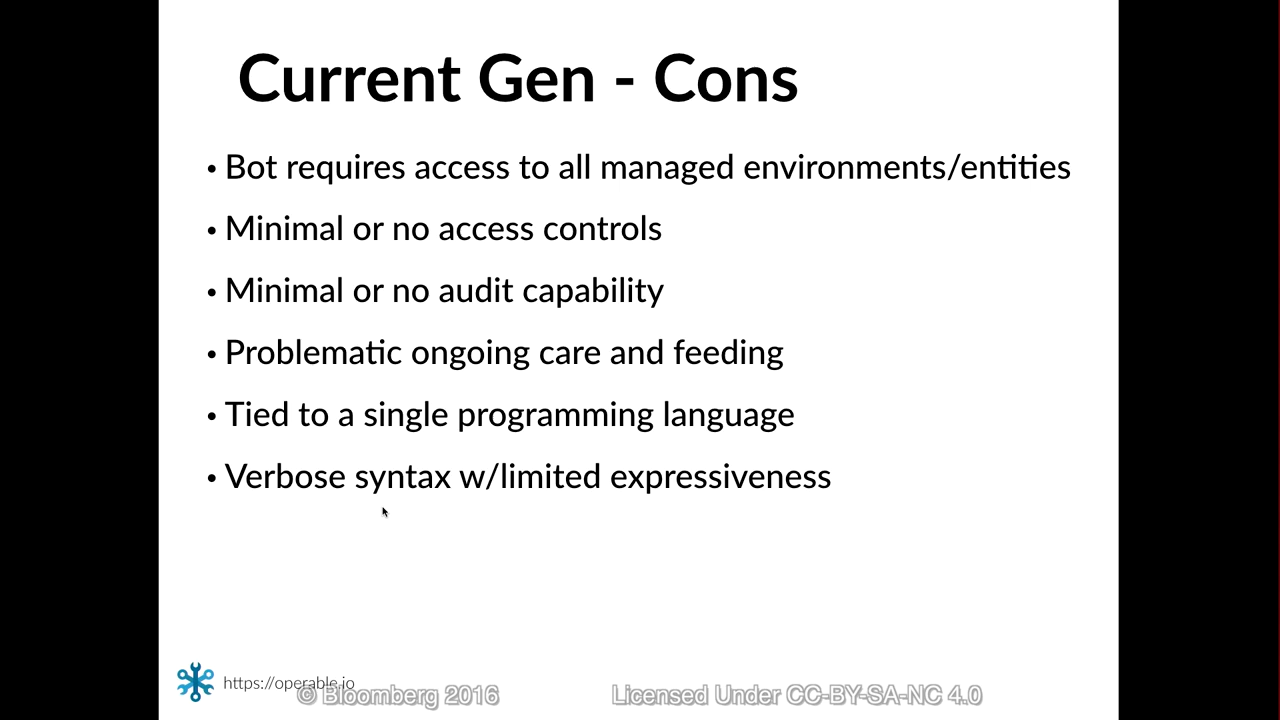 Current Gen - Cons
• Bot requires access to all managed environments/entities
• Minimal or no access controls
• Minimal or no audit capability
• Problematic ongoing care and feeding
• Tied to a single programming language
• Verbose syntax w/limited expressiveness
https://operable.io
© Bloomberg 2016 Licensed Under CC-BY-SA-NC 4.0